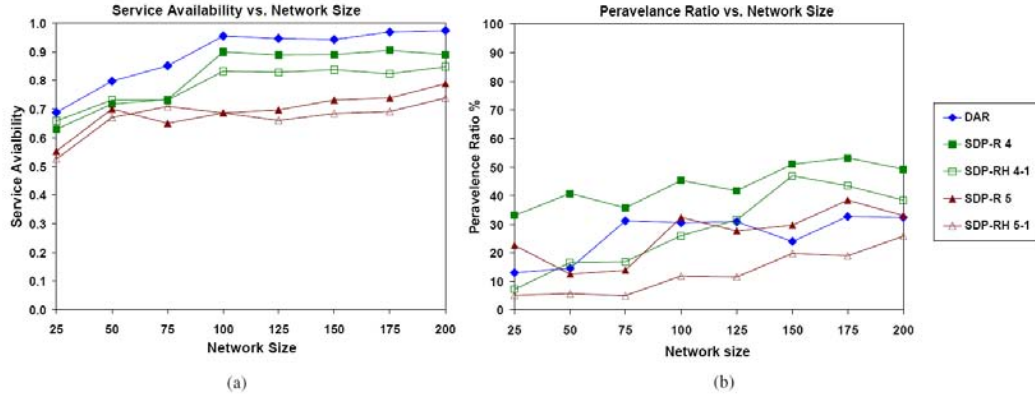 Service Availability vs. Network Size
1.0
0.9
0.8
0.7
0.6
0.5
0.4
0.3
0.2
0.1
0.0
Service Avialbility
25 50 75 100 125 150 175 200
Network Size
(a)
Peravelance Ratio vs. Network Size
100
90
80
70
60
50
40
30
20
10
0
Peravelence Ratio %
25 50 75 100 125 150 175 200
Network size
(b)
DAR
SDP-R 4
SDP-RH 4-1
SDP-R 5
SDP-RH 5-1